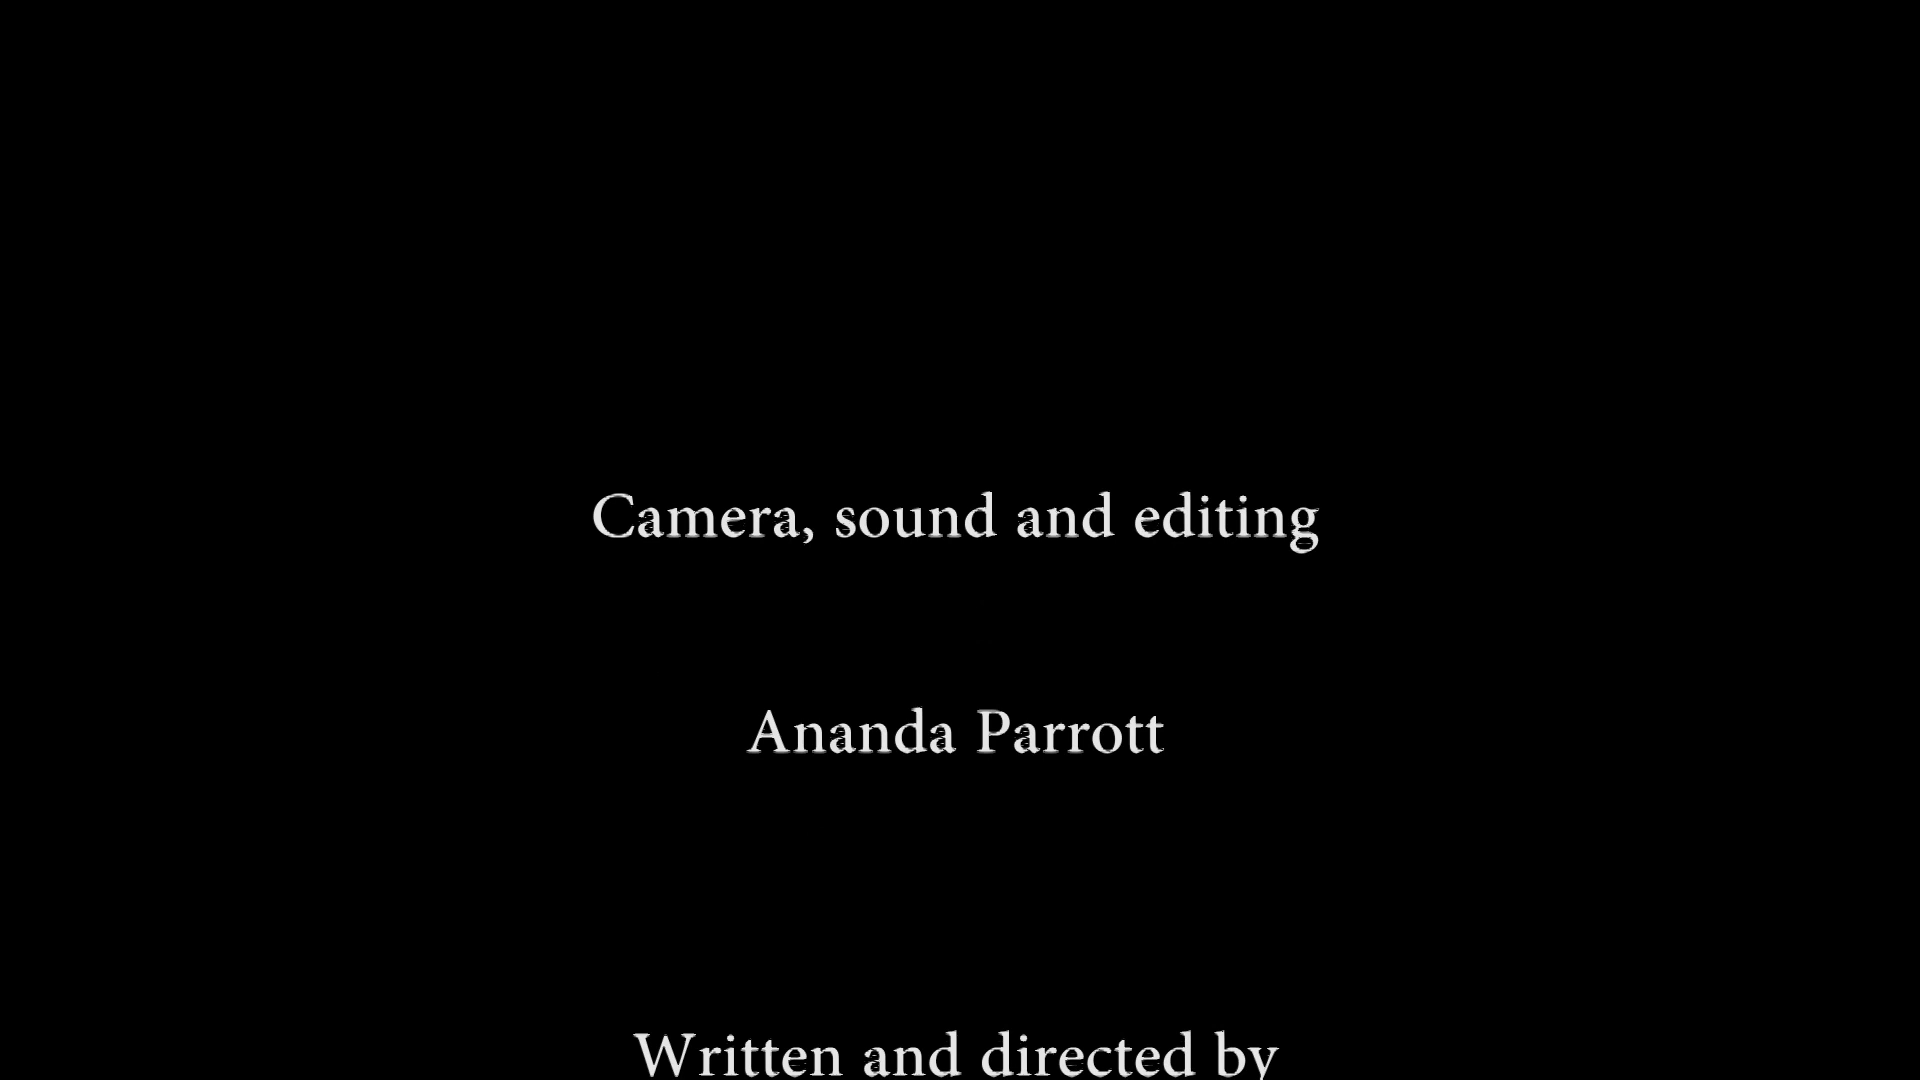 Camera, sound and editing
Ananda Parrott
Written and directed by